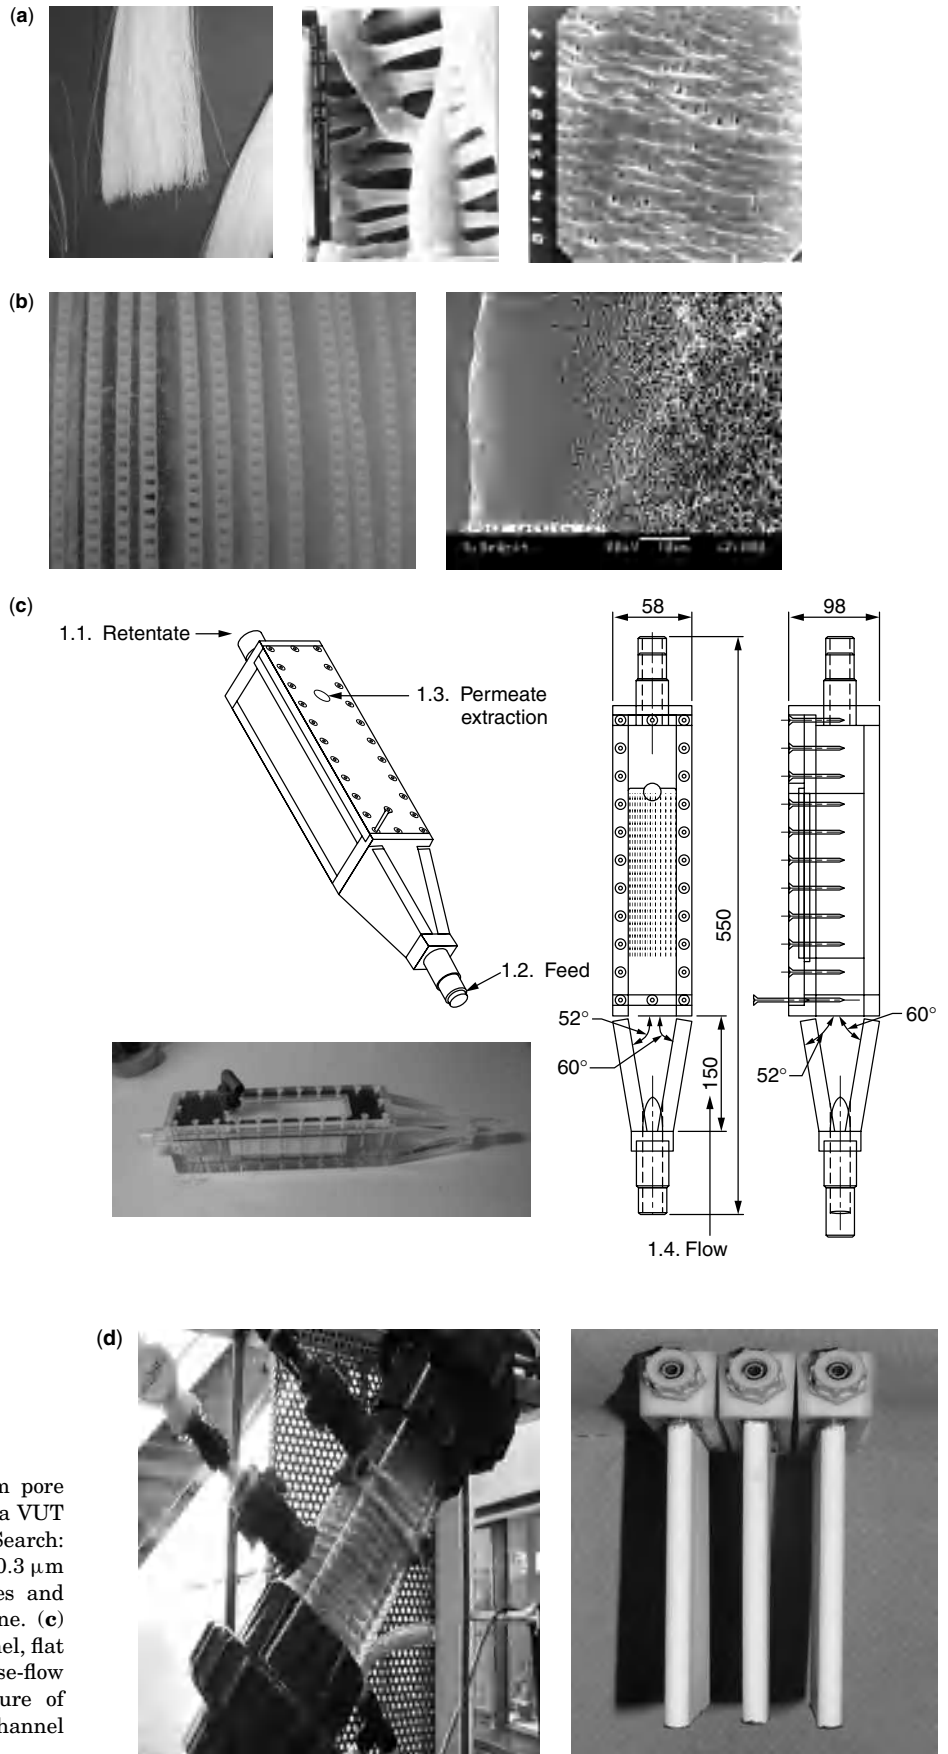 (a)
(b)
(c)
1.1. Retentate
1.3. Permeate
extraction
1.2. Feed
58
98
550
150
52°
60°
60°
52°
1.4. Flow
(d)
n pore
a VUT
Search:
0.3 μm
es and
ne. (c)
nel, flat
se-flow
ure of
hannel